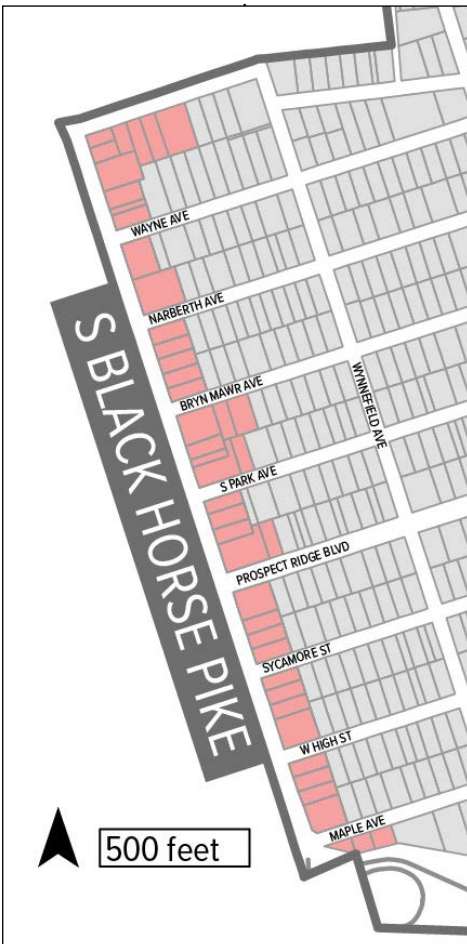 WAYNE AVE
NARBERTH AVE
BRYN MAWR AVE
WYNNEFIELD AVE
S PARK AVE
S BLACK HORSE PIKE
PROSPECT RIDGE BLVD
SYCAMORE ST
W HIGH ST
MAPLE AVE
500 feet